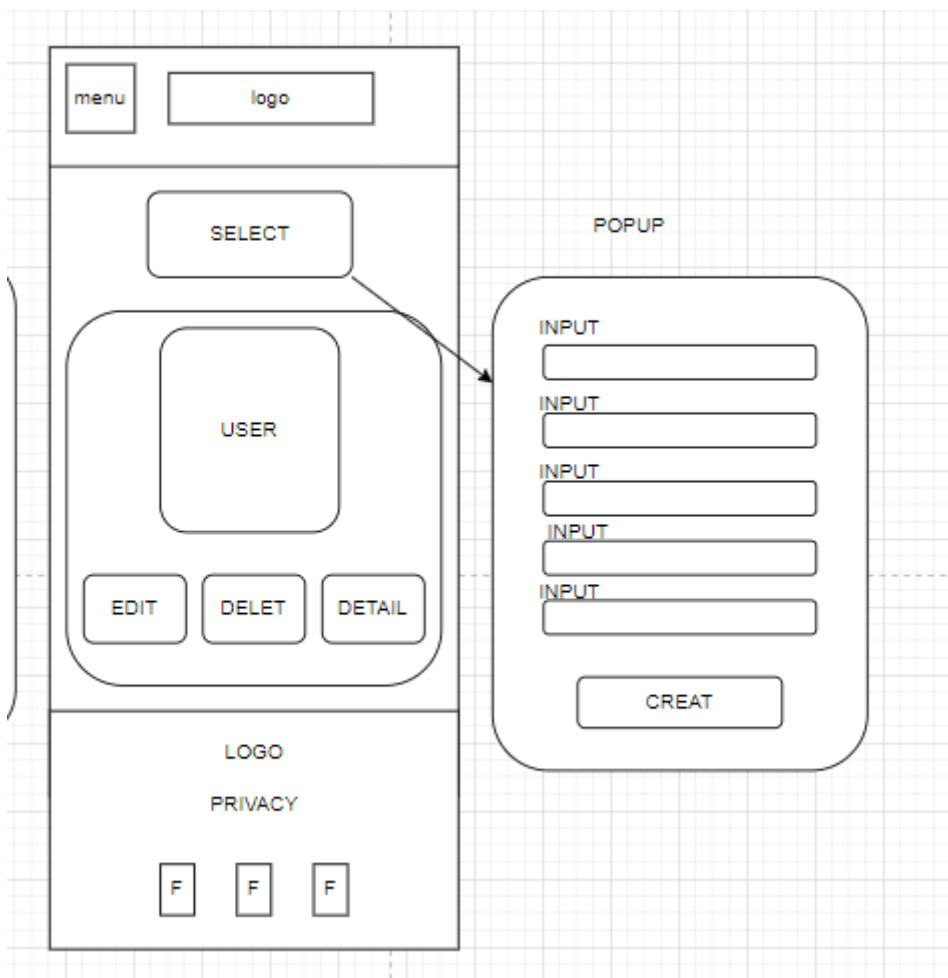 menu
logo
SELECT
USER
EDIT
DELET
DETAIL
LOGO
PRIVACY
F
F
F
POPUP
INPUT
INPUT
INPUT
INPUT
INPUT
CREAT